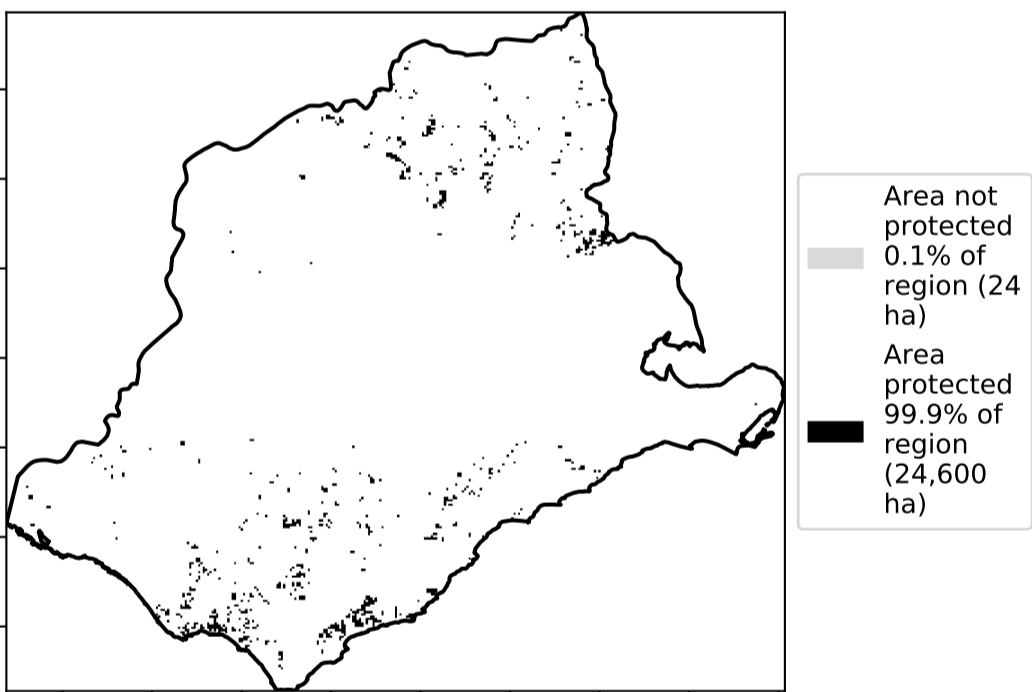 Area not
protected
0.1% of
region (24
ha)
Area
protected
99.9% of
region
(24,600
ha)